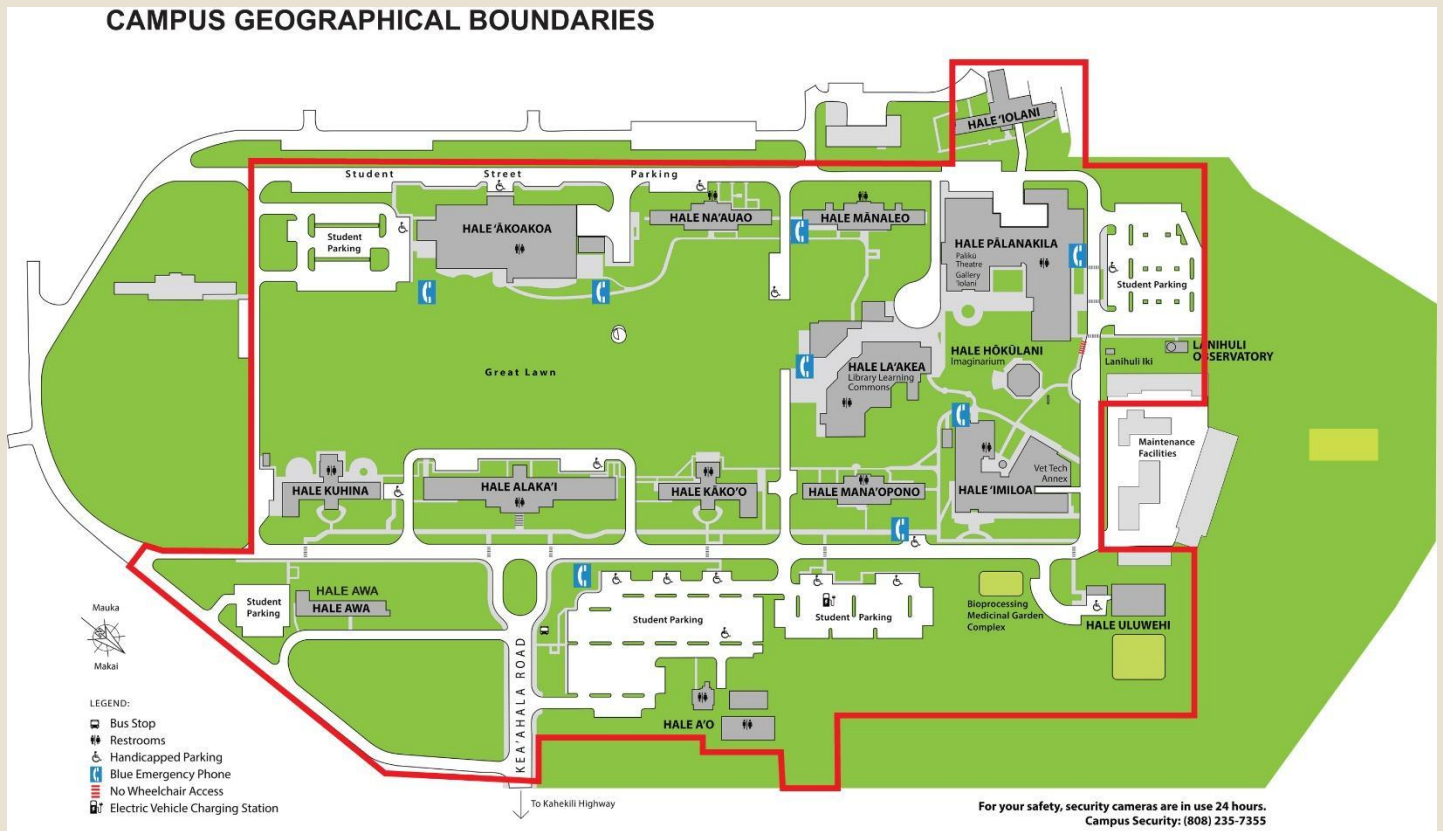 CAMPUS GEOGRAPHICAL BOUNDARIES
HALE 'IOLANI
Student Street Parking
HALE NA'AUAO
HALE MĀNALEO
HALE 'ĀKOAKOA
Student
Parking
HALE PĀLANAKILA
Palikū
Theatre
Gallery
'Iolani
Student Parking
LANIHULI
OBSERVATORY
Lanihuli Iki
HALE HŌKŪLANI
Imaginarium
HALE LA'AKEA
Library Learning
Commons
Great Lawn
Maintenance
Facilities
Vet Tech
Annex
HALE 'IMILOA
HALE KUHINA
HALE ALAKA'I
HALE KĀKO'O
HALE MANA'OPONO
HALE AWA
HALE AWA
Student
Parking
Student Parking
Student Parking
Bioprocessing
Medicinal Garden
Complex
HALE ULUWEHI
HALE A'O
KEA'AHALA ROAD
Mauka
Makai
LEGEND:
Bus Stop
Restrooms
Handicapped Parking
Blue Emergency Phone
No Wheelchair Access
Electric Vehicle Charging Station
To Kahekili Highway
For your safety, security cameras are in use 24 hours.
Campus Security: (808) 235-7355